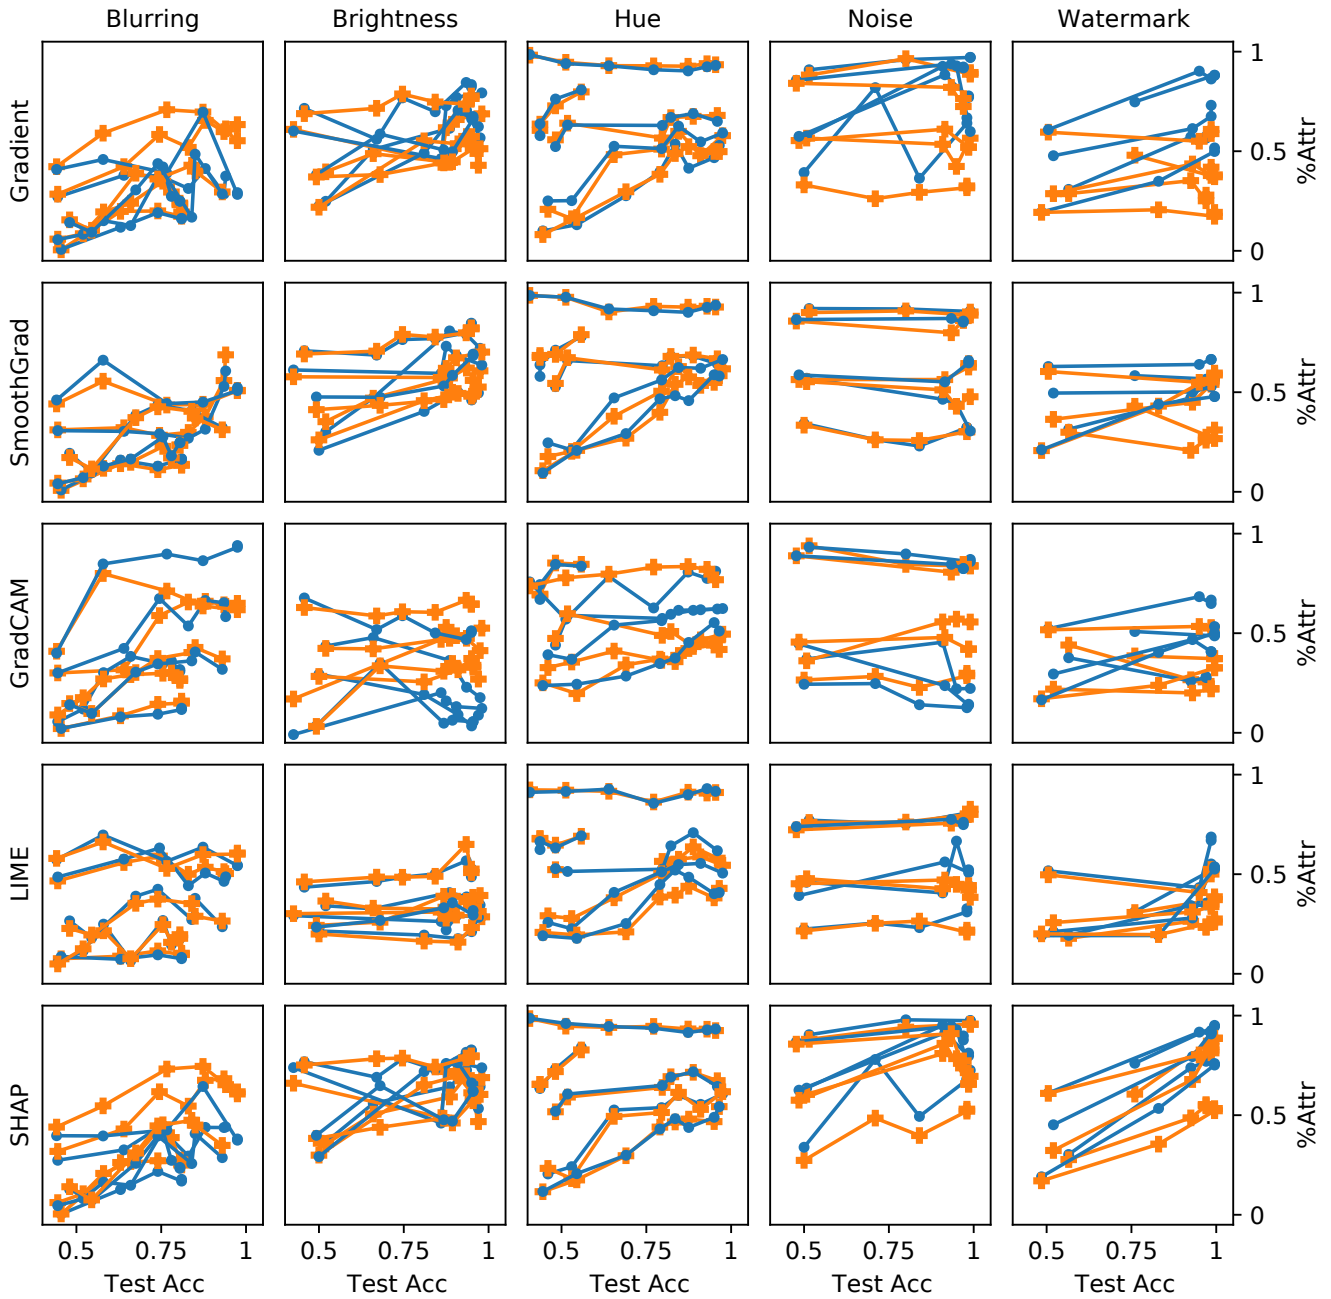 Blurring Brightness Hue Noise Watermark
Gradient
1
0.5
0
%Attr
SmoothGrad
1
0.5
0
%Attr
GradCAM
1
0.5
0
%Attr
LIME
1
0.5
0
%Attr
SHAP
1
0.5
0
%Attr
0.5 0.75 1 0.5 0.75 1 0.5 0.75 1 0.5 0.75 1 0.5 0.75 1
Test Acc Test Acc Test Acc Test Acc Test Acc